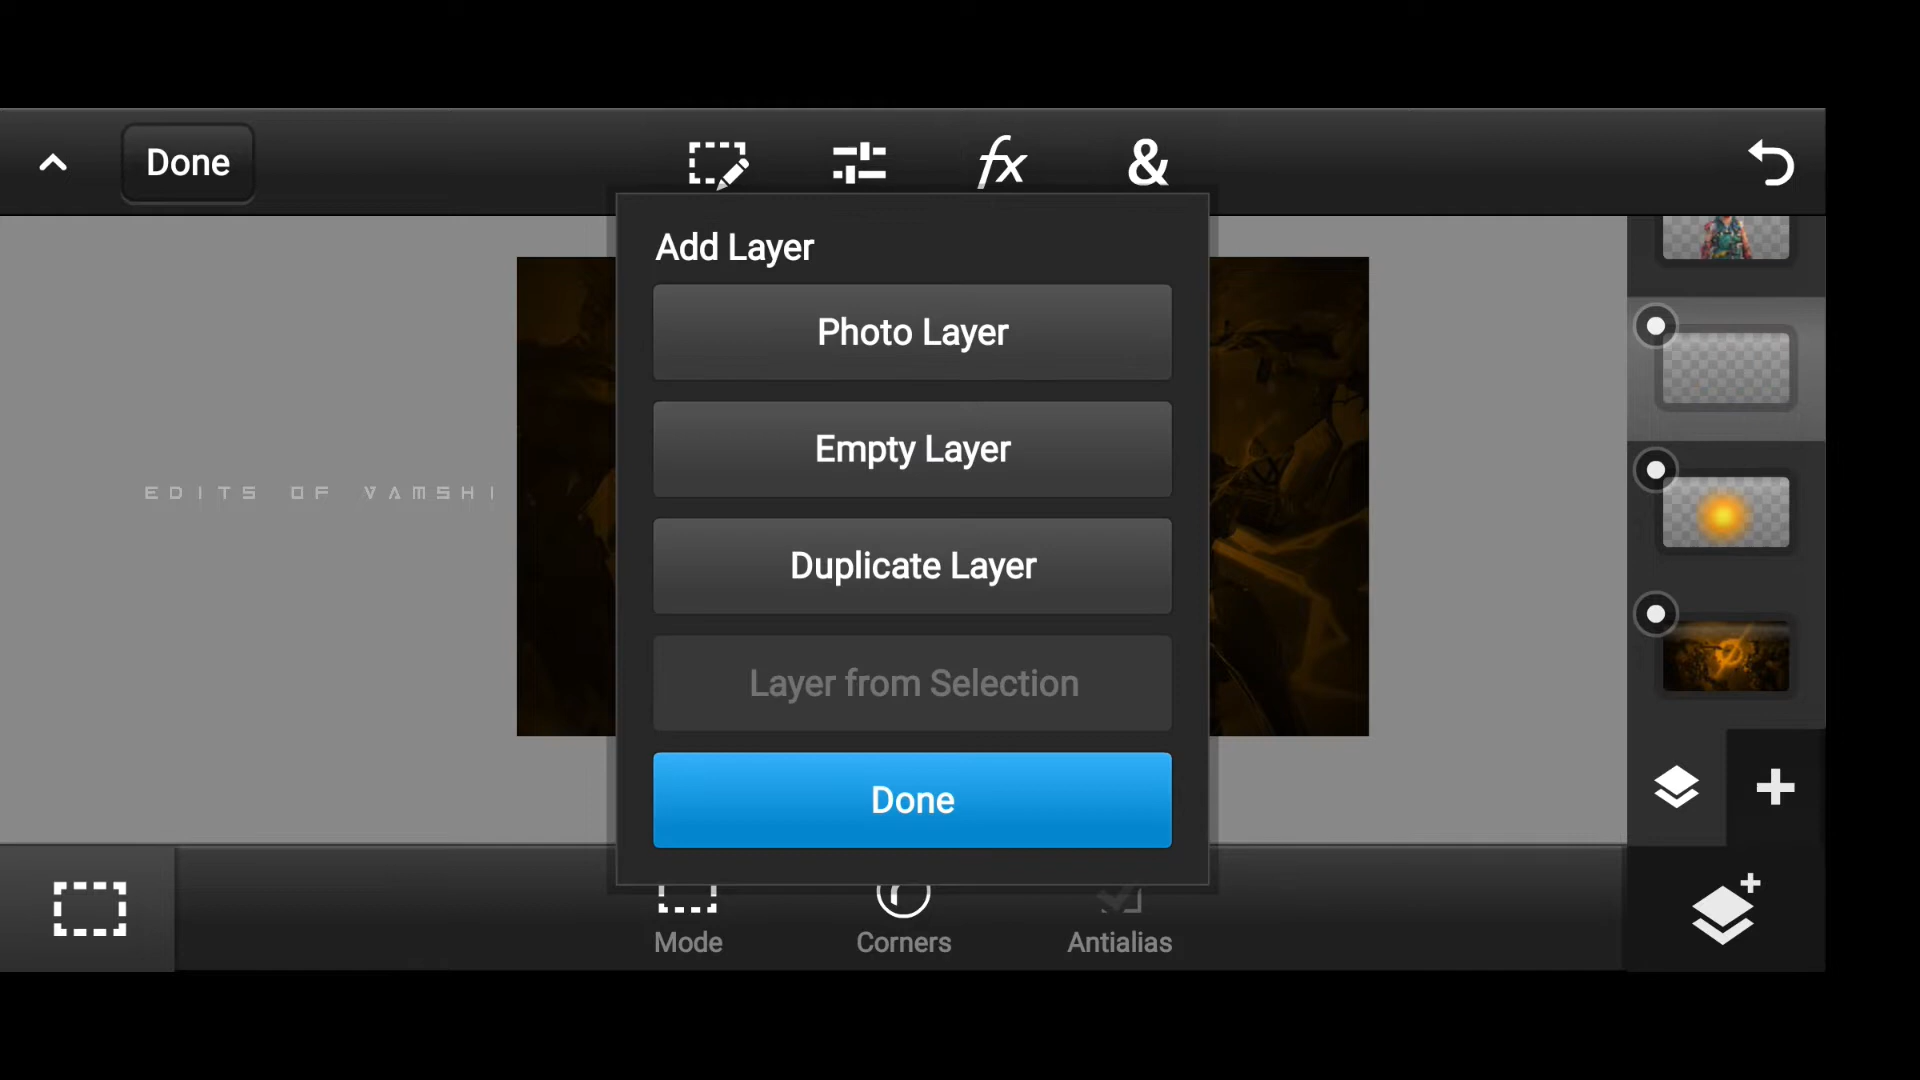 Done
fx
&
Add Layer
Photo Layer
Empty Layer
EDITS OF VAMSHI
Duplicate Layer
Layer from Selection
Done
Mode
Corners
Antialias